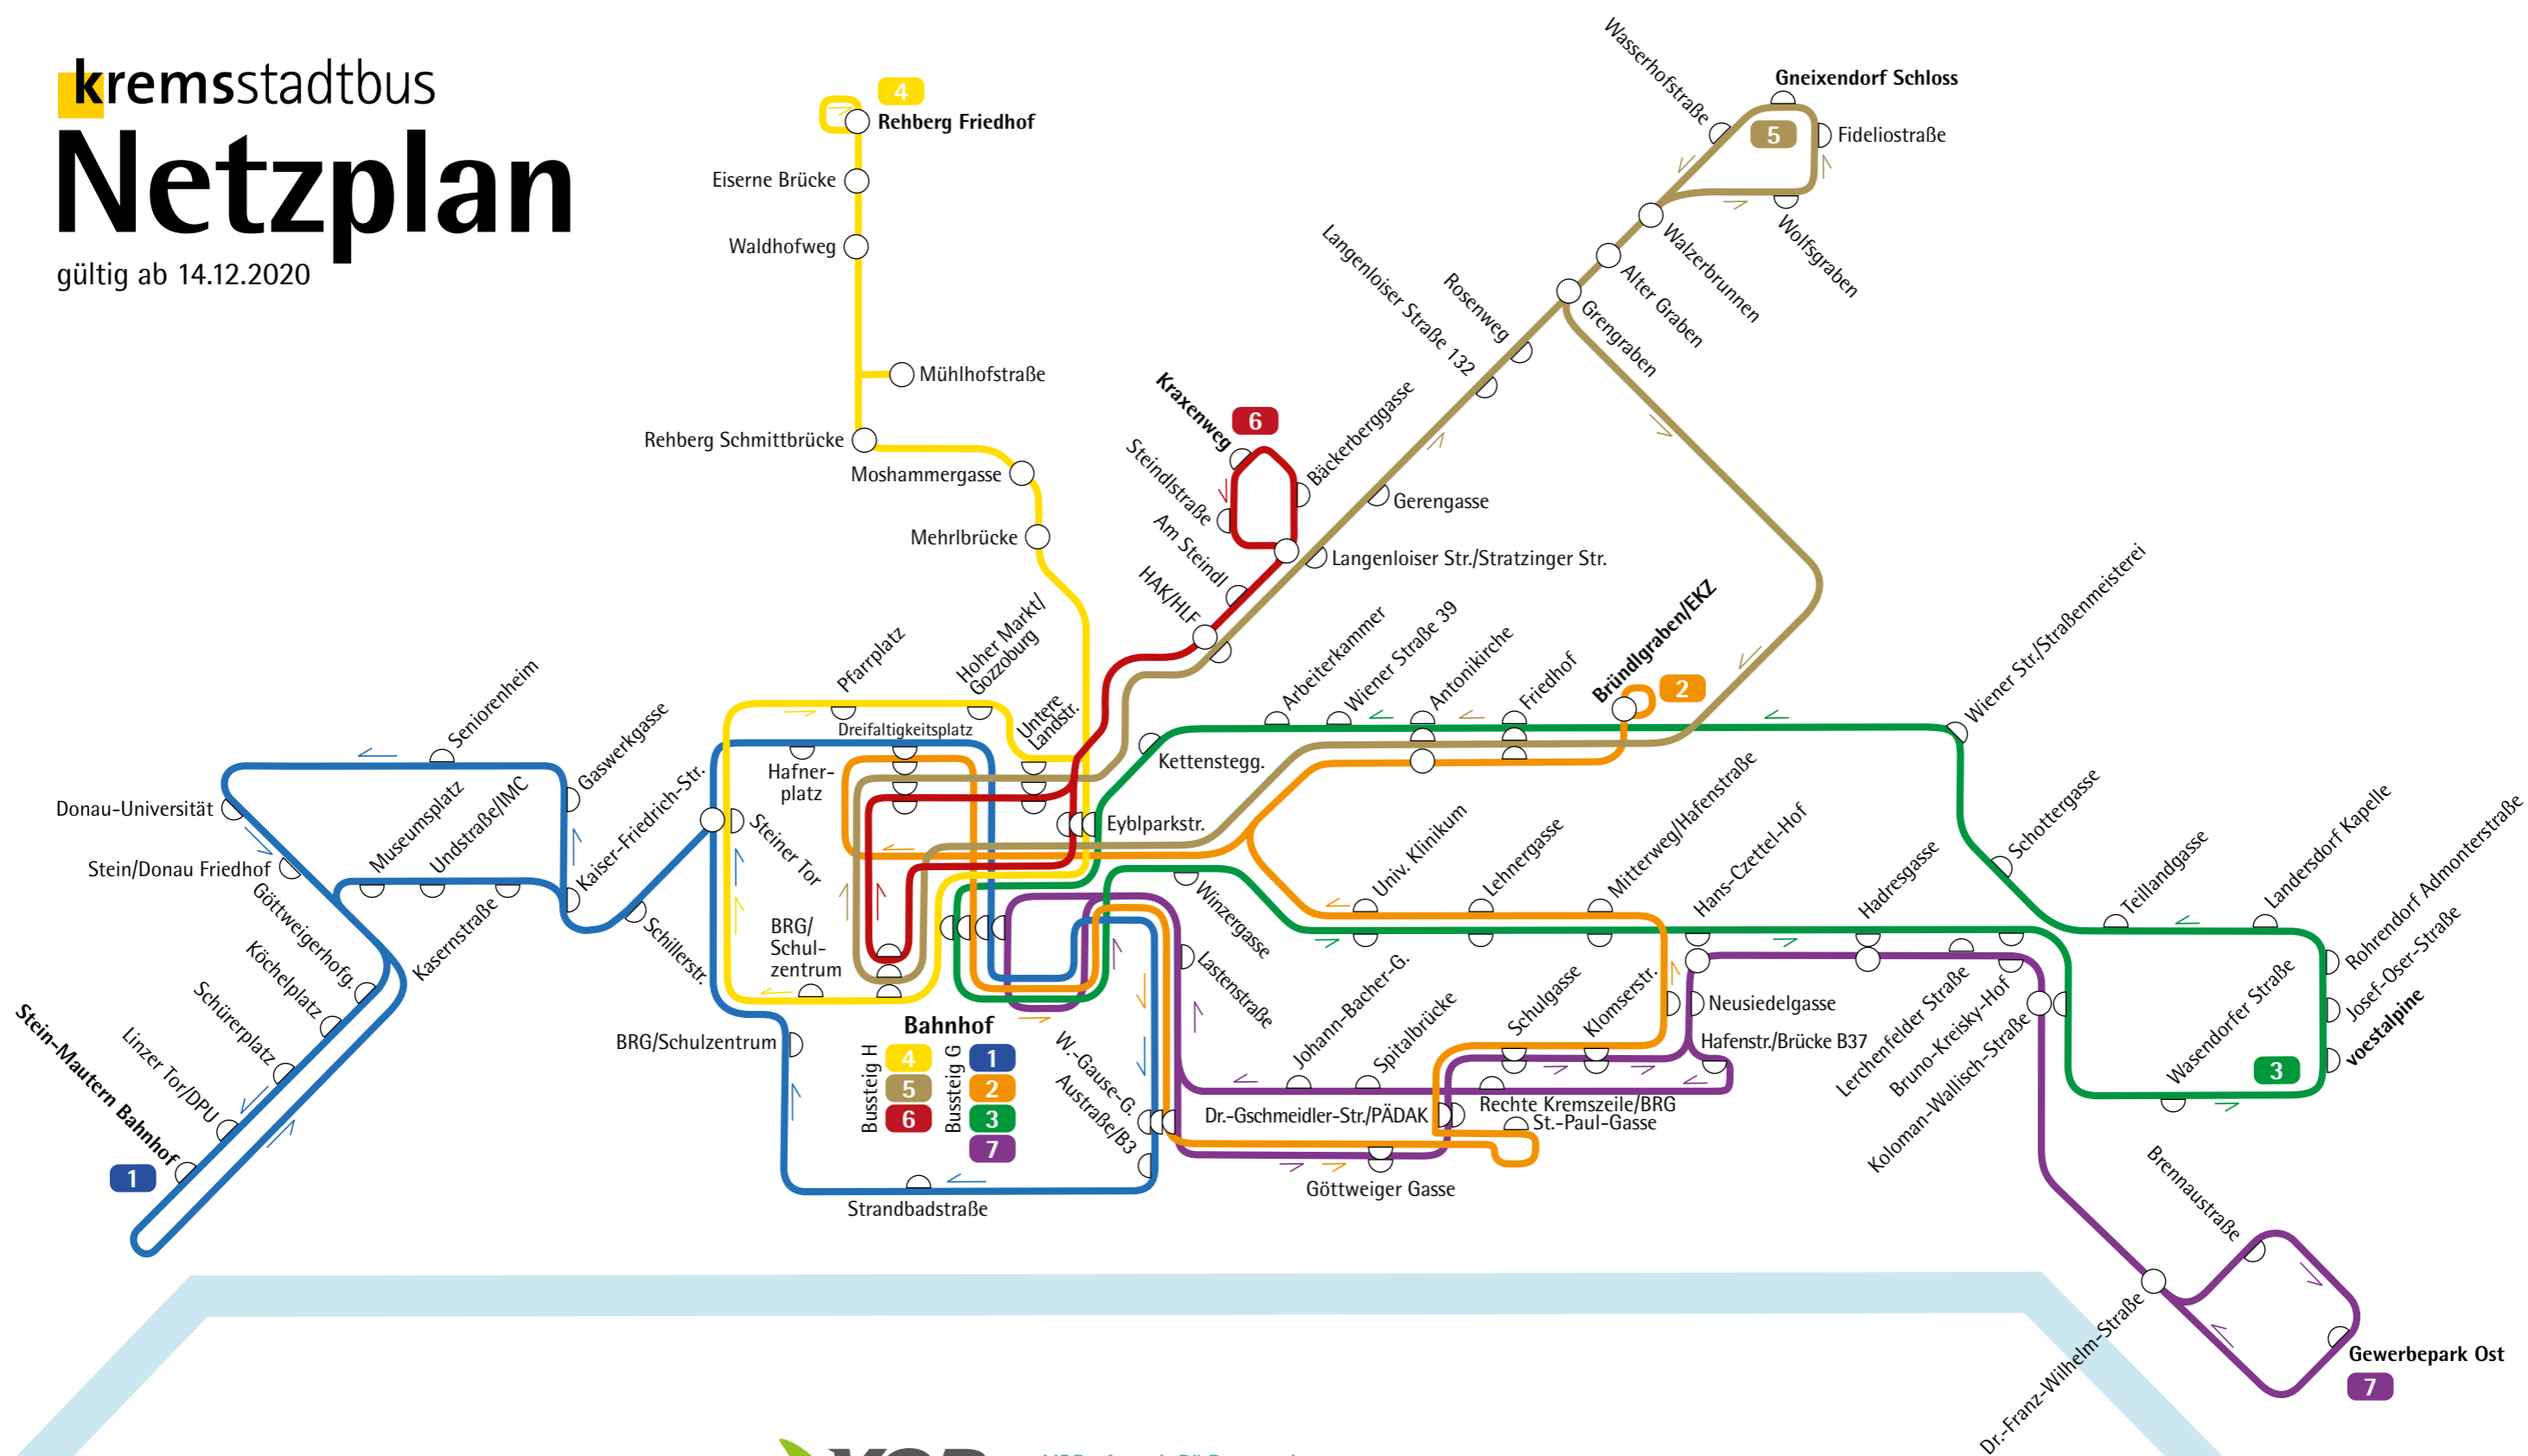 kremsstadtbus
Netzplan
gültig ab 14.12.2020
4
Rehberg Friedhof
Eiserne Brücke
Waldhofweg
Mühlhofstraße
Rehberg Schmittbrücke
Moshammergasse
Mehrlbrücke
Wasserhofstraße
Gneixendorf Schloss
5
Fideliostraße
Wolfsgraben
Walzerbrunnen
Alter Graben
Grengraben
Rosenweg
Langenloiser Straße 132
Gerengasse
Langenloiser Str./Stratzinger Str.
Kraxenweg
6
Bäckerberggasse
Steindlstraße
Am Steindl
HAK/HLF
Arbeiterkammer
Wiener Straße 39
Antonikirche
Friedhof
Bründlgraben/EKZ
2
Wiener Str./Straßenmeisterei
Pfarrplatz
Hoher Markt/
Gozzoburg
Untere
Landstr.
Dreifaltigkeitsplatz
Hafner-
platz
Kettenstegg.
Eyblparkstr.
Steiner Tor
Seniorenheim
Gaswerkgasse
Kaiser-Friedrich-Str.
Donau-Universität
Museumsplatz
Undstraße/IMC
Stein/Donau Friedhof
Göttweigerhofg.
Köchelplatz
Schürerplatz
Linzer Tor/DPU
Stein-Mautern Bahnhof
1
Kasernstraße
Schillerstr.
BRG/
Schul-
zentrum
BRG/Schulzentrum
Strandbadstraße
Bahnhof
Bussteig H
4
5
6
Bussteig G
1
2
3
7
W.-Gause-G.
Austraße/B3
Winzergasse
Lastenstraße
Univ. Klinikum
Lehnergasse
Mitterweg/Hafenstraße
Hans-Czettel-Hof
Hadresgasse
Schottergasse
Teillandgasse
Landersdorf Kapelle
Rohrendorf Admonterstraße
Josef-Oser-Straße
voestalpine
3
Wasendorfer Straße
Johann-Bacher-G.
Spitalbrücke
Schulgasse
Klomserstr.
Neusiedelgasse
Hafenstr./Brücke B37
Lerchenfelder Straße
Bruno-Kreisky-Hof
Koloman-Wallisch-Straße
Dr.-Gschmeidler-Str./PÄDAK
Rechte Kremszeile/BRG
St.-Paul-Gasse
Göttweiger Gasse
Brennaustraße
Dr.-Franz-Wilhelm-Straße
Gewerbepark Ost
7